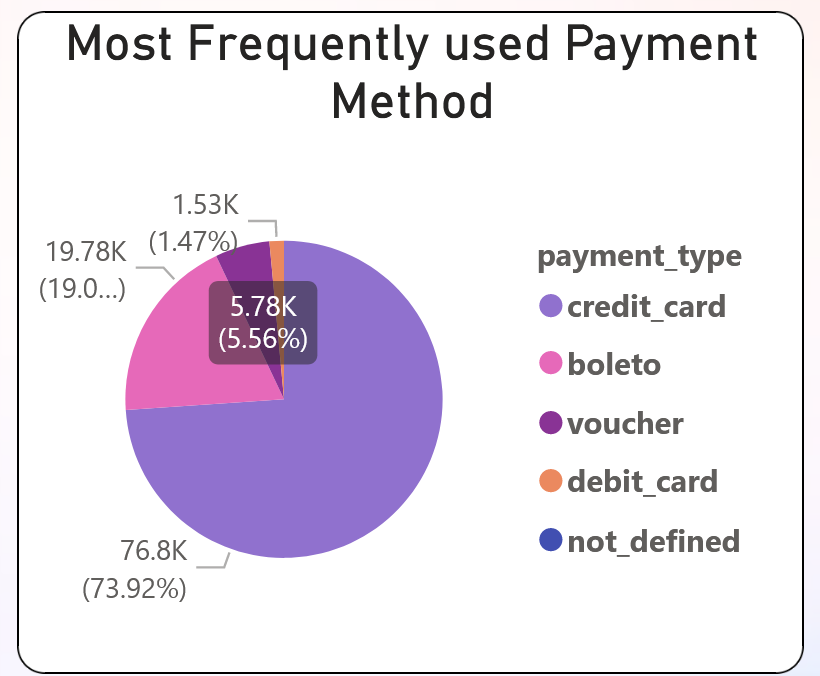 Most Frequently used Payment
Method
1.53K
(1.47%)
19.78K
(19.0...)
5.78K
(5.56%)
76.8K
(73.92%)
payment_type
credit_card
boleto
voucher
debit_card
not_defined